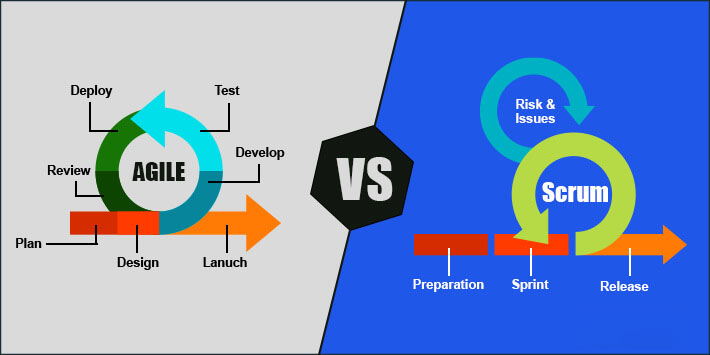 Deploy
Test
AGILE
Develop
Review
Plan
Design
Lanuch
VS
Risk &
Issues
Scrum
Preparation
Sprint
Release